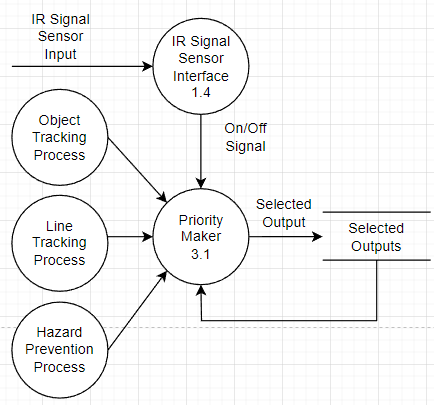 IR Signal
Sensor
Input
IR Signal
Sensor
Interface
1.4
On/Off
Signal
Object
Tracking
Process
Line
Tracking
Process
Priority
Maker
3.1
Selected
Output
Selected
Outputs
Hazard
Prevention
Process